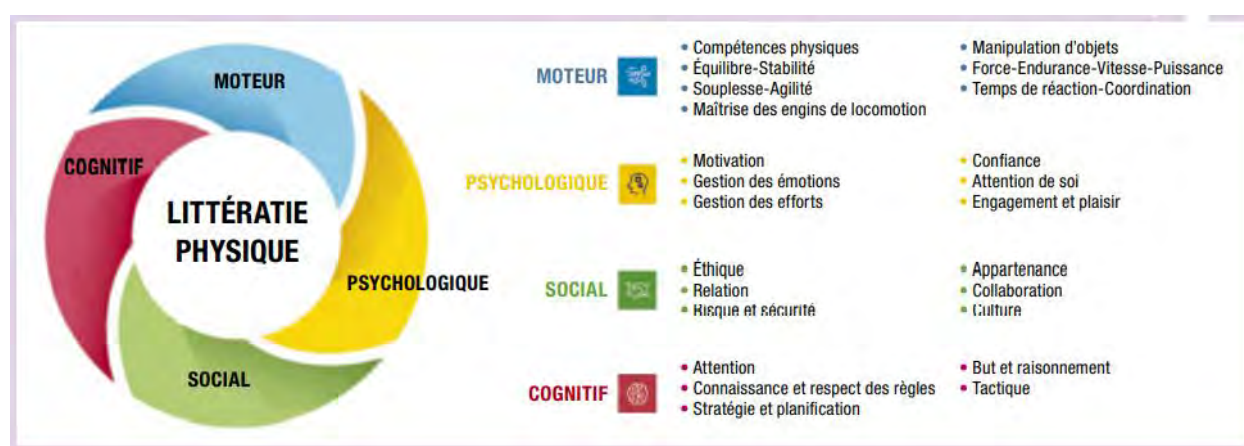 MOTEUR
COGNITIF
LITTÉRATIE
PHYSIQUE
PSYCHOLOGIQUE
SOCIAL
MOTEUR
• Compétences physiques
• Équilibre-Stabilité
• Souplesse-Agilité
• Maîtrise des engins de locomotion
• Manipulation d'objets
• Force-Endurance-Vitesse-Puissance
• Temps de réaction-Coordination
PSYCHOLOGIQUE
• Motivation
• Gestion des émotions
• Gestion des efforts
• Confiance
• Attention de soi
• Engagement et plaisir
SOCIAL
• Éthique
• Relation
• Risque et sécurité
• Appartenance
• Collaboration
• Culture
COGNITIF
• Attention
• Connaissance et respect des règles
• Stratégie et planification
• But et raisonnement
• Tactique